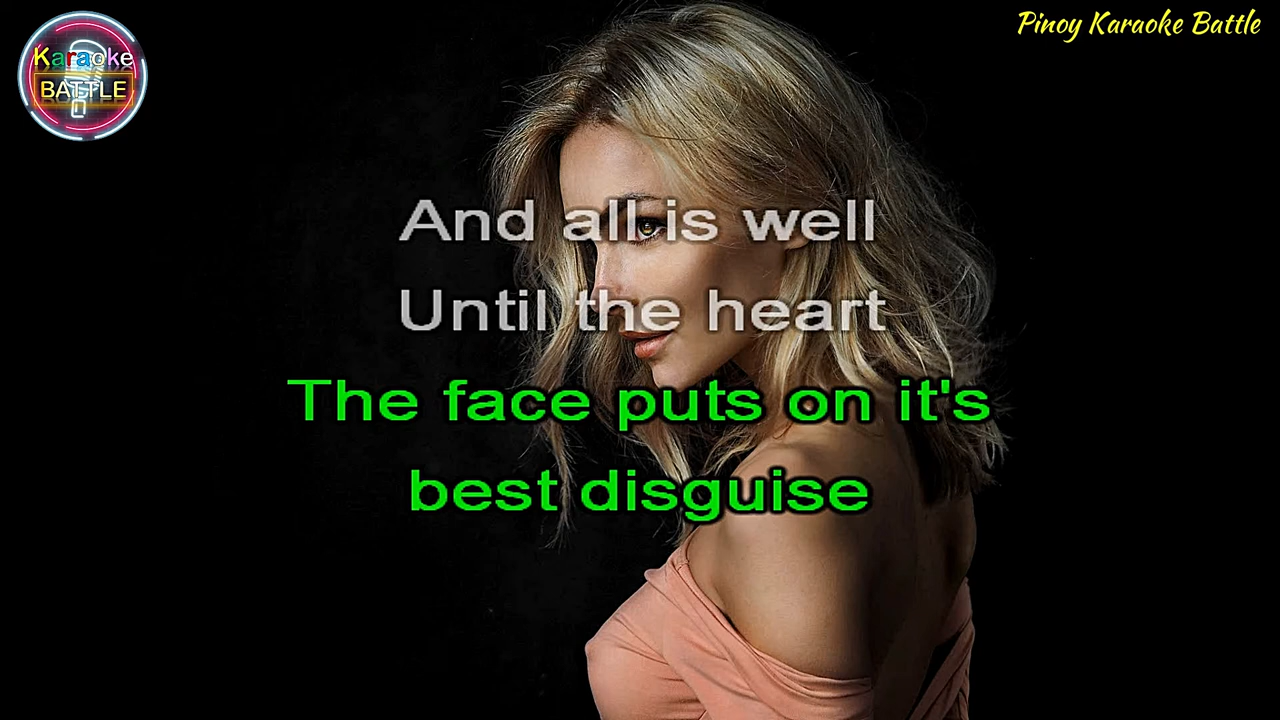 Karaoke
BATTLE
Pinoy Karaoke Battle
And all is well
Until the heart
The face puts on it's
best disguise